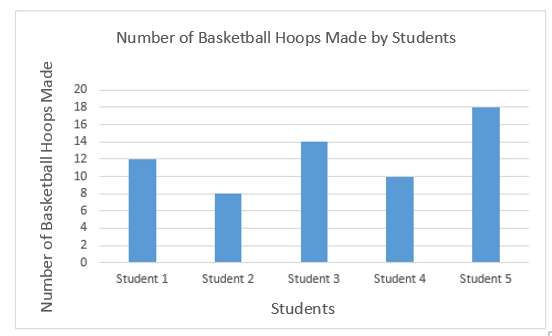 Number of Basketball Hoops Made by Students
Number of Basketball Hoops Made
20
18
16
14
12
10
8
6
4
2
0
Student 1
Student 2
Student 3
Student 4
Student 5
Students